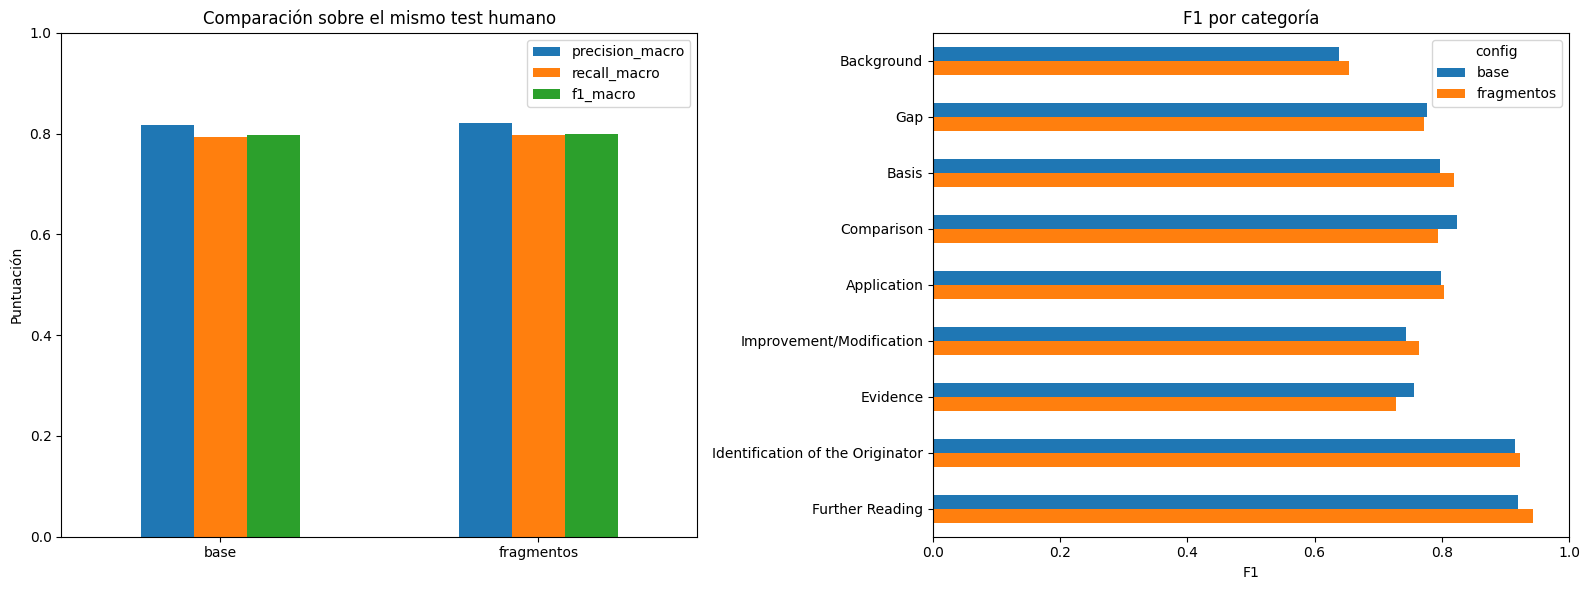 Comparación sobre el mismo test humano
1.0
0.8
0.6
0.4
0.2
0.0
Puntuación
base
fragmentos
precision_macro
recall_macro
f1_macro
F1 por categoría
Background
Gap
Basis
Comparison
Application
Improvement/Modification
Evidence
Identification of the Originator
Further Reading
0.0 0.2 0.4 0.6 0.8 1.0
F1
config
base
fragmentos